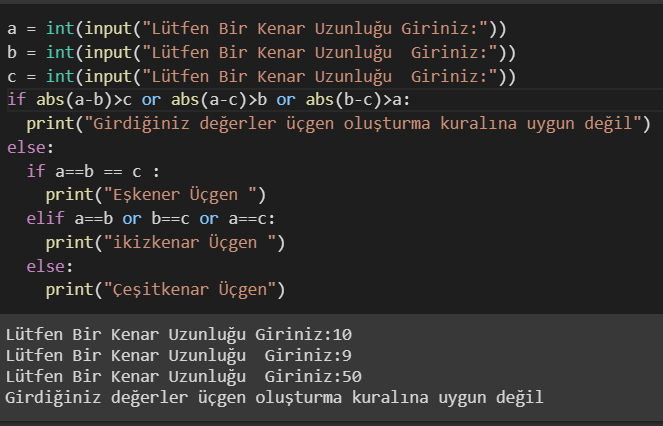 a = int(input("Lütfen Bir Kenar Uzunluğu Giriniz:"))
b = int(input("Lütfen Bir Kenar Uzunluğu  Giriniz:"))
c = int(input("Lütfen Bir Kenar Uzunluğu  Giriniz:"))
if abs(a-b)>c or abs(a-c)>b or abs(b-c)>a:
  print("Girdiğiniz değerler üçgen oluşturma kuralına uygun değil")
else:
  if a==b == c :
    print("Eşkener Üçgen ")
  elif a==b or b==c or a==c:
    print("ikizkenar Üçgen ")
  else:
    print("Çeşitkenar Üçgen")
Lütfen Bir Kenar Uzunluğu Giriniz:10
Lütfen Bir Kenar Uzunluğu  Giriniz:9
Lütfen Bir Kenar Uzunluğu  Giriniz:50
Girdiğiniz değerler üçgen oluşturma kuralına uygun değil